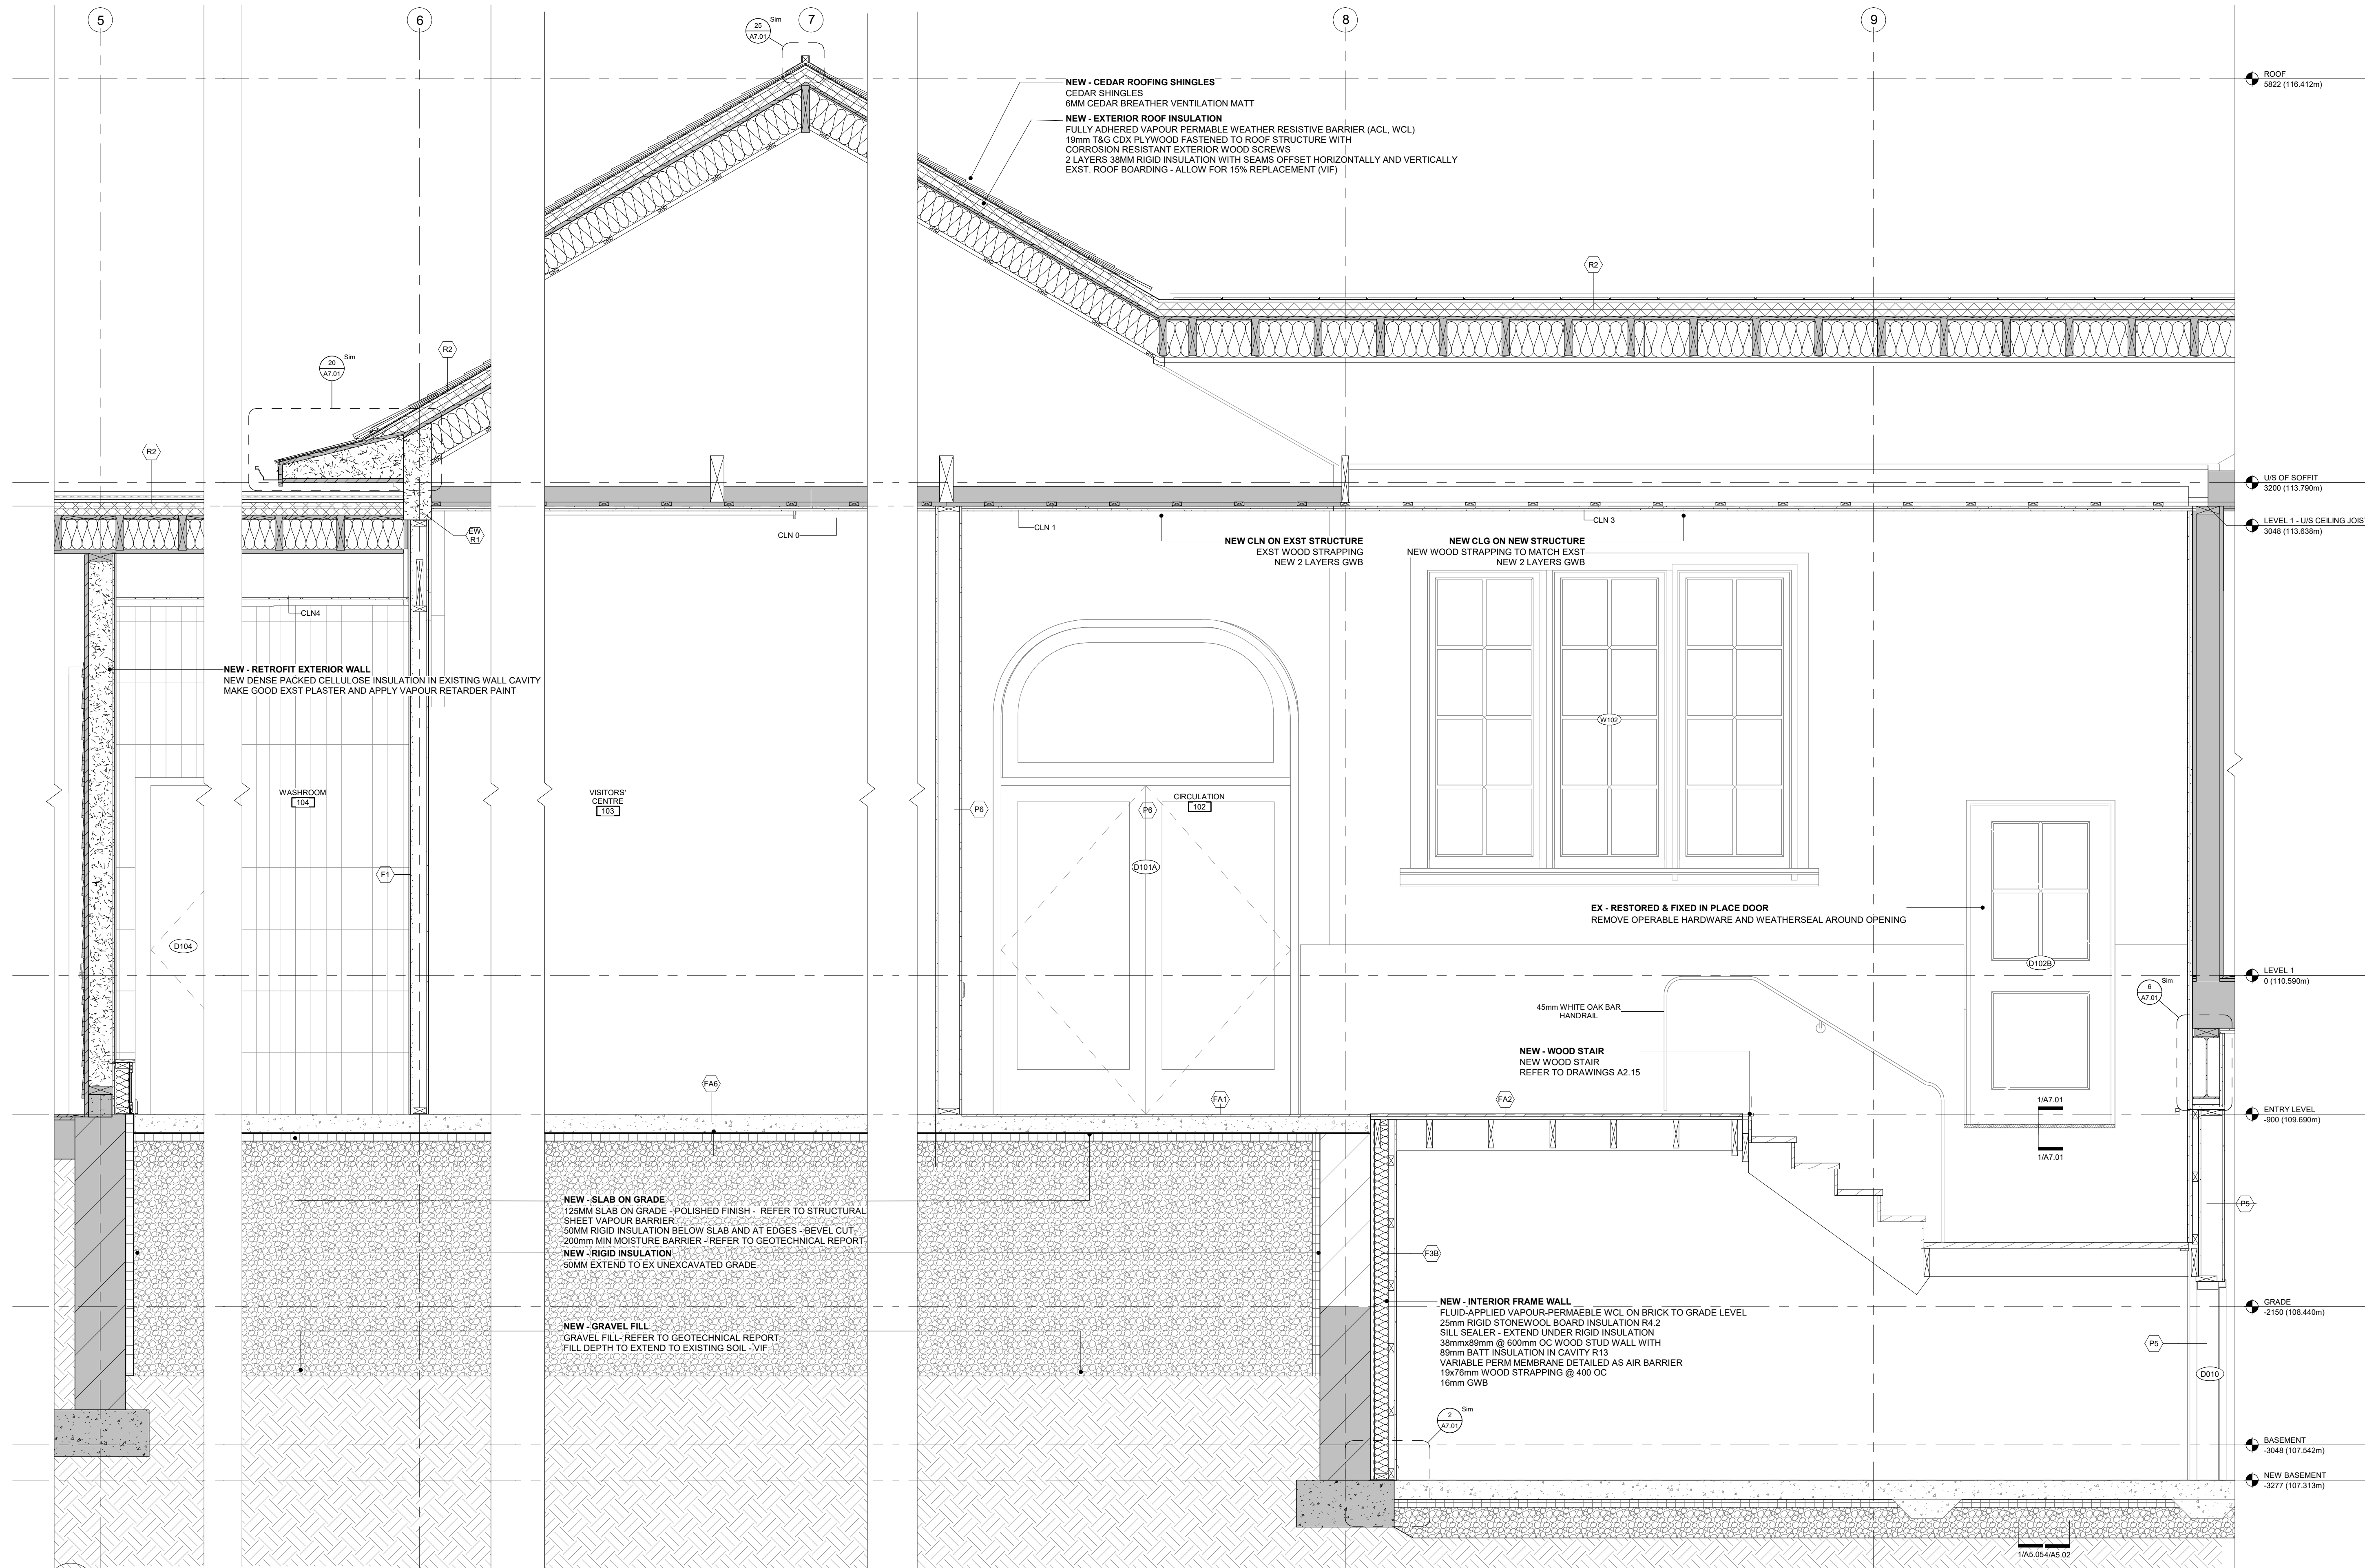 5
6
7
8
9
25
A7.01
Sim
NEW - CEDAR ROOFING SHINGLES
CEDAR SHINGLES
6MM CEDAR BREATHER VENTILATION MATT
NEW - EXTERIOR ROOF INSULATION
FULLY ADHERED VAPOUR PERMABLE WEATHER RESISTIVE BARRIER (ACL, WCL)
19mm T&G CDX PLYWOOD FASTENED TO ROOF STRUCTURE WITH
CORROSION RESISTANT EXTERIOR WOOD SCREWS
2 LAYERS 38MM RIGID INSULATION WITH SEAMS OFFSET HORIZONTALLY AND VERTICALLY
EXST. ROOF BOARDING - ALLOW FOR 15% REPLACEMENT (VIF)
ROOF
5822 (116.412m)
R2
R2
20
A7.01
Sim
R2
U/S OF SOFFIT
3200 (113.790m)
LEVEL 1 - U/S CEILING JOIS
3048 (113.638m)
EW
R1
CLN 0
CLN 1
CLN 3
NEW CLN ON EXST STRUCTURE
EXST WOOD STRAPPING
NEW 2 LAYERS GWB
NEW CLG ON NEW STRUCTURE
NEW WOOD STRAPPING TO MATCH EXST
NEW 2 LAYERS GWB
CLN4
NEW - RETROFIT EXTERIOR WALL
NEW DENSE PACKED CELLULOSE INSULATION IN EXISTING WALL CAVITY
MAKE GOOD EXST PLASTER AND APPLY VAPOUR RETARDER PAINT
W102
WASHROOM
104
VISITORS'
CENTRE
103
P6
P6
CIRCULATION
102
D101A
F1
EX - RESTORED & FIXED IN PLACE DOOR
REMOVE OPERABLE HARDWARE AND WEATHERSEAL AROUND OPENING
D104
D102B
LEVEL 1
0 (110.590m)
6
A7.01
Sim
45mm WHITE OAK BAR
HANDRAIL
NEW - WOOD STAIR
NEW WOOD STAIR
REFER TO DRAWINGS A2.15
FA6
FA1
FA2
1/A7.01
1/A7.01
ENTRY LEVEL
-900 (109.690m)
NEW - SLAB ON GRADE
125MM SLAB ON GRADE - POLISHED FINISH - REFER TO STRUCTURAL
SHEET VAPOUR BARRIER
50MM RIGID INSULATION BELOW SLAB AND AT EDGES - BEVEL CUT
200mm MIN MOISTURE BARRIER - REFER TO GEOTECHNICAL REPORT
NEW - RIGID INSULATION
50MM EXTEND TO EX UNEXCAVATED GRADE
P5
F3B
NEW - INTERIOR FRAME WALL
FLUID-APPLIED VAPOUR-PERMAEBLE WCL ON BRICK TO GRADE LEVEL
25mm RIGID STONEWOOL BOARD INSULATION R4.2
SILL SEALER - EXTEND UNDER RIGID INSULATION
38mmx89mm @ 600mm OC WOOD STUD WALL WITH
89mm BATT INSULATION IN CAVITY R13
VARIABLE PERM MEMBRANE DETAILED AS AIR BARRIER
19x76mm WOOD STRAPPING @ 400 OC
16mm GWB
GRADE
-2150 (108.440m)
NEW - GRAVEL FILL
GRAVEL FILL- REFER TO GEOTECHNICAL REPORT
FILL DEPTH TO EXTEND TO EXISTING SOIL - VIF
P5
D010
2
A7.01
Sim
BASEMENT
-3048 (107.542m)
NEW BASEMENT
-3277 (107.313m)
1/A5.05
4/A5.02